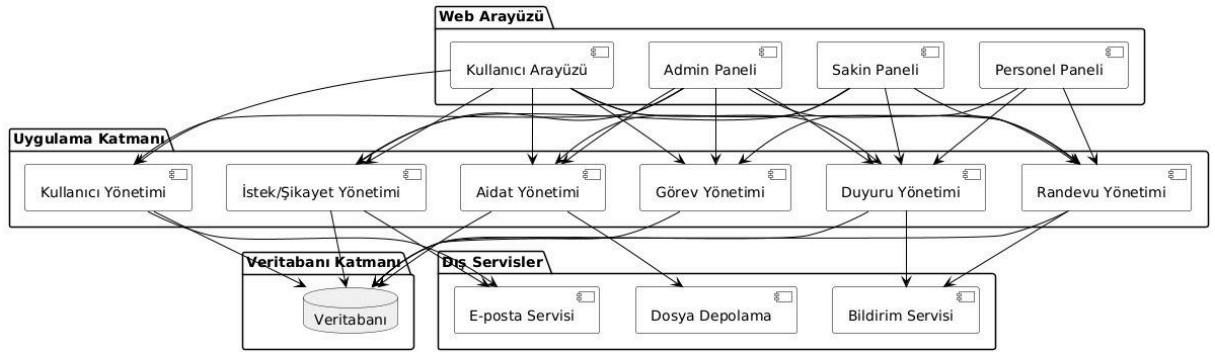 Web Arayüzü
Kullanıcı Arayüzü
Admin Paneli
Sakin Paneli
Personel Paneli
Uygulama Katmanı
Kullanıcı Yönetimi
İstek/Şikayet Yönetimi
Aidat Yönetimi
Görev Yönetimi
Duyuru Yönetimi
Randevu Yönetimi
Veritabanı Katmanı
Veritabanı
Dış Servisler
E-posta Servisi
Dosya Depolama
Bildirim Servisi